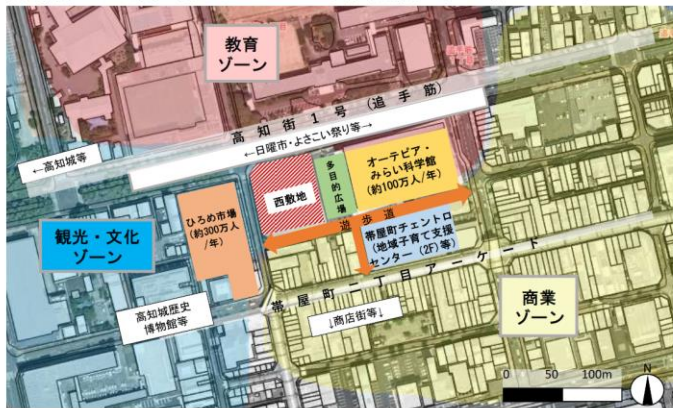 教育
ゾーン
高知街1号(追手筋)
←日曜市・よさこい祭り等→
←高知城等
オーテピア・
みらい科学館
(約100万人/年)
多目的広場
西敷地
ひろめ市場
(約300万人
/年)
遊歩道
観光・文化
ゾーン
帯屋町チェントロ
(地域子育て支援
センター(2F)等)
帯屋町二丁目アーケード
高知城歴史
博物館等
↓商店街等↓
商業
ゾーン
0 50 100m
N